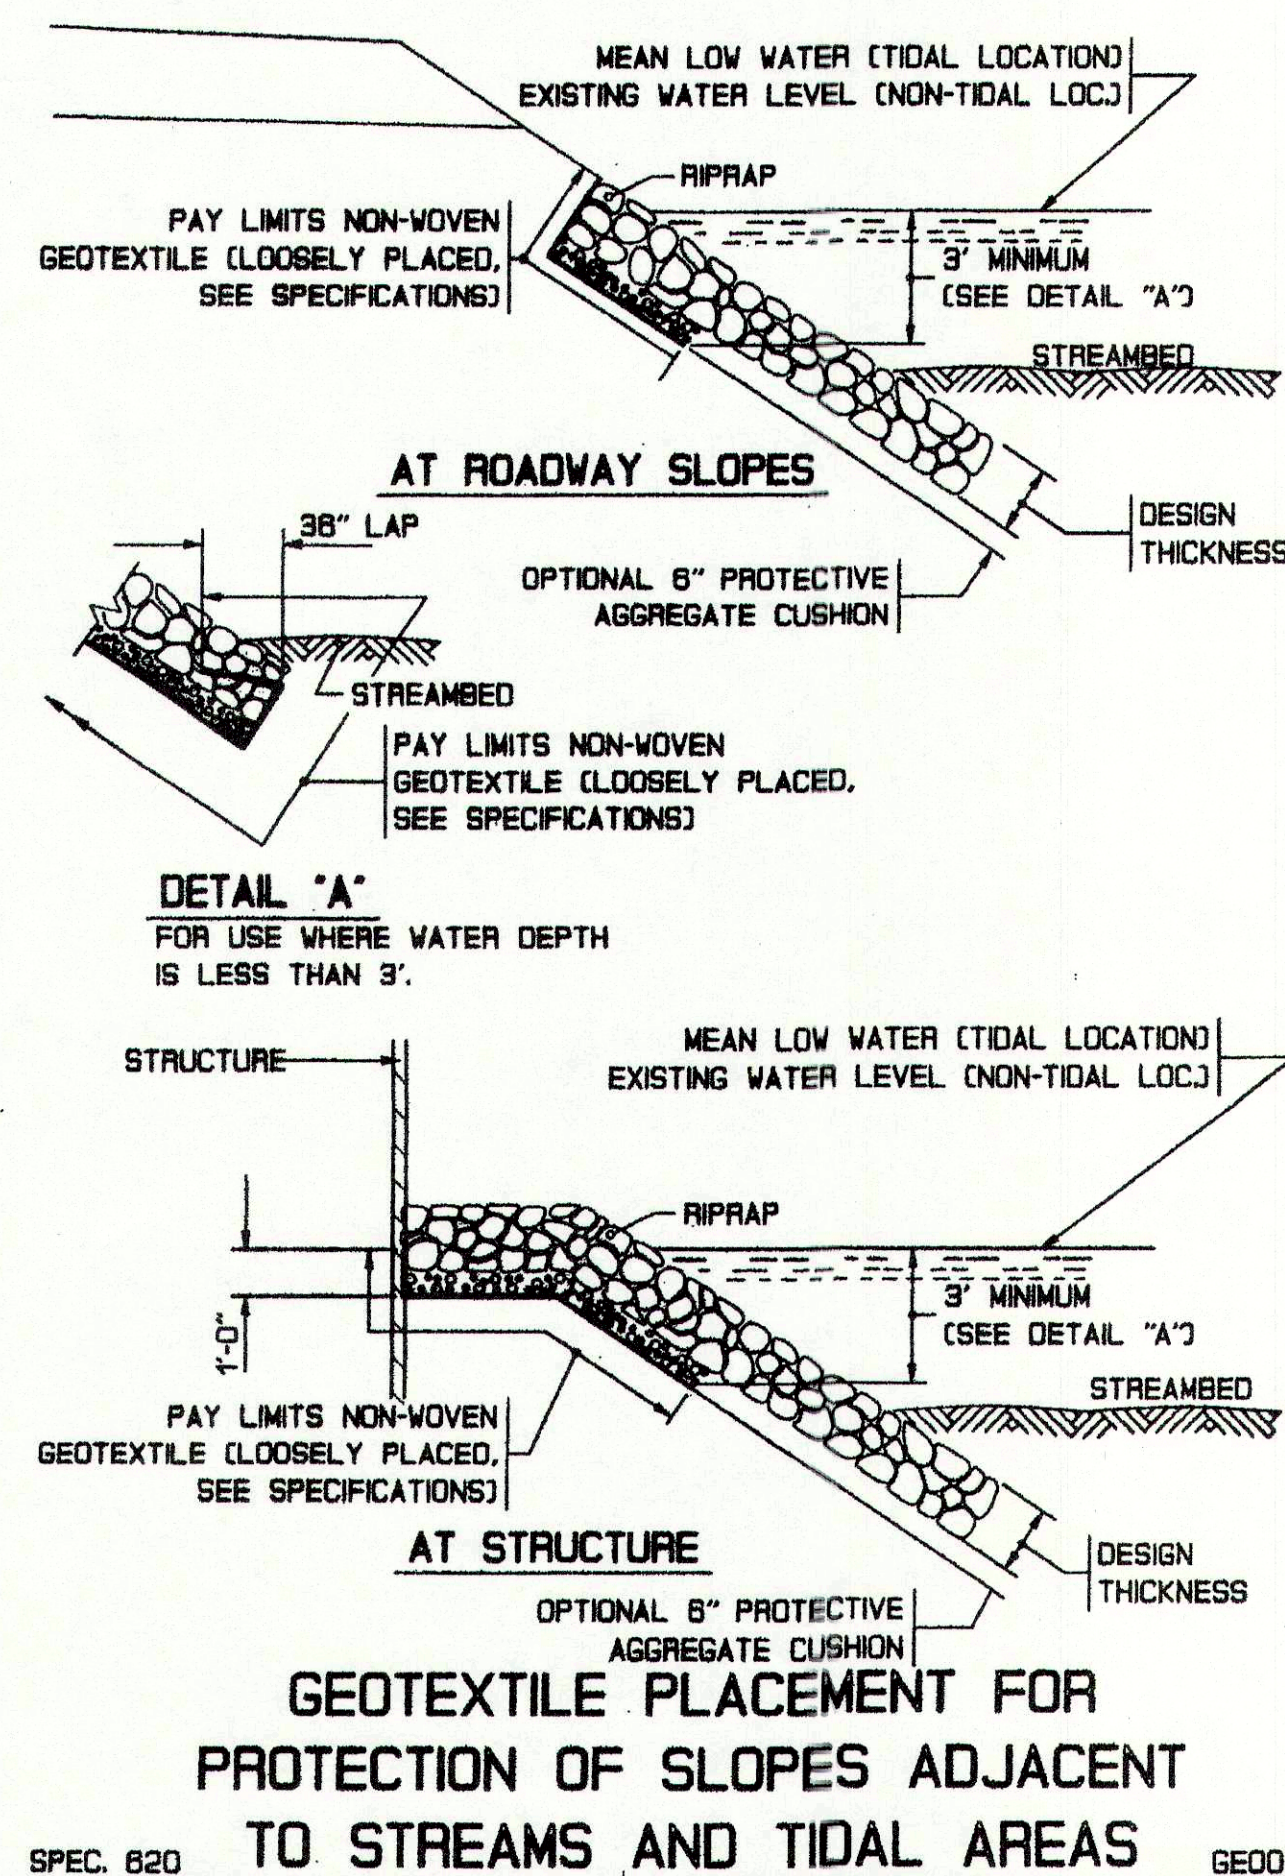 MEAN LOW WATER (TIDAL LOCATION)
EXISTING WATER LEVEL (NON-TIDAL LOC.)
RIPRAP
PAY LIMITS NON-WOVEN
GEOTEXTILE (LOOSELY PLACED,
SEE SPECIFICATIONS)
3' MINIMUM
(SEE DETAIL "A")
STREAMBED
AT ROADWAY SLOPES
DESIGN
THICKNESS
OPTIONAL 6" PROTECTIVE
AGGREGATE CUSHION
36" LAP
STREAMBED
PAY LIMITS NON-WOVEN
GEOTEXTILE (LOOSELY PLACED,
SEE SPECIFICATIONS)
DETAIL "A"
FOR USE WHERE WATER DEPTH
IS LESS THAN 3'.
MEAN LOW WATER (TIDAL LOCATION)
EXISTING WATER LEVEL (NON-TIDAL LOC.)
STRUCTURE
RIPRAP
1'-0"
3' MINIMUM
(SEE DETAIL "A")
STREAMBED
PAY LIMITS NON-WOVEN
GEOTEXTILE (LOOSELY PLACED,
SEE SPECIFICATIONS)
AT STRUCTURE
DESIGN
THICKNESS
OPTIONAL 6" PROTECTIVE
AGGREGATE CUSHION
GEOTEXTILE PLACEMENT FOR
PROTECTION OF SLOPES ADJACENT
TO STREAMS AND TIDAL AREAS
SPEC. 620